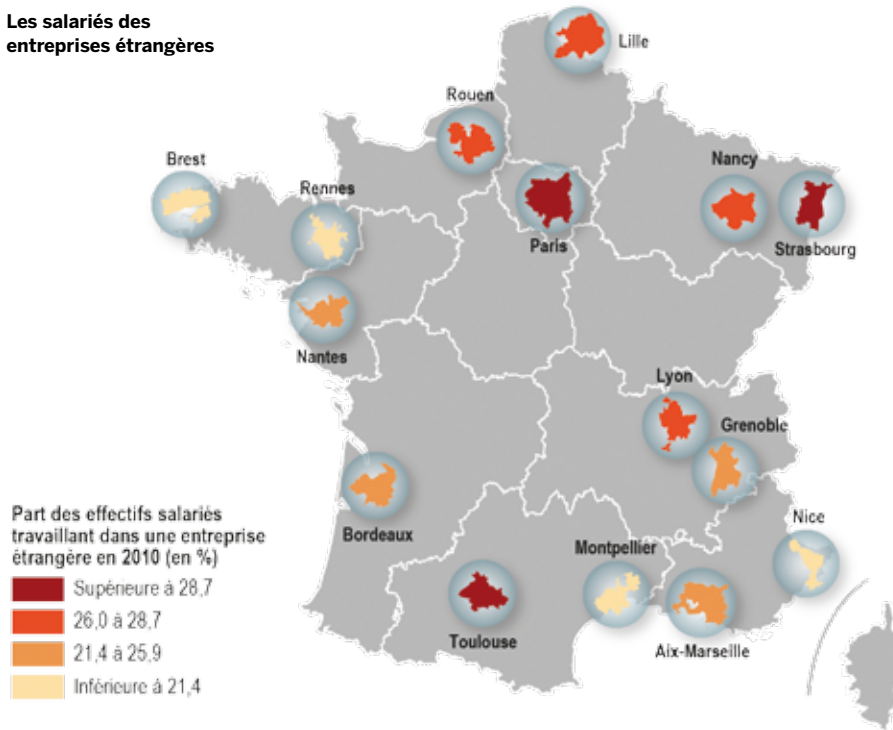 Les salariés des
entreprises étrangères
Lille
Rouen
Brest
Rennes
Nancy
Paris
Strasbourg
Nantes
Lyon
Grenoble
Bordeaux
Nice
Montpellier
Toulouse
Aix-Marseille
Part des effectifs salariés
travaillant dans une entreprise
étrangère en 2010 (en %)
Supérieure à 28,7
26,0 à 28,7
21,4 à 25,9
Inférieure à 21,4